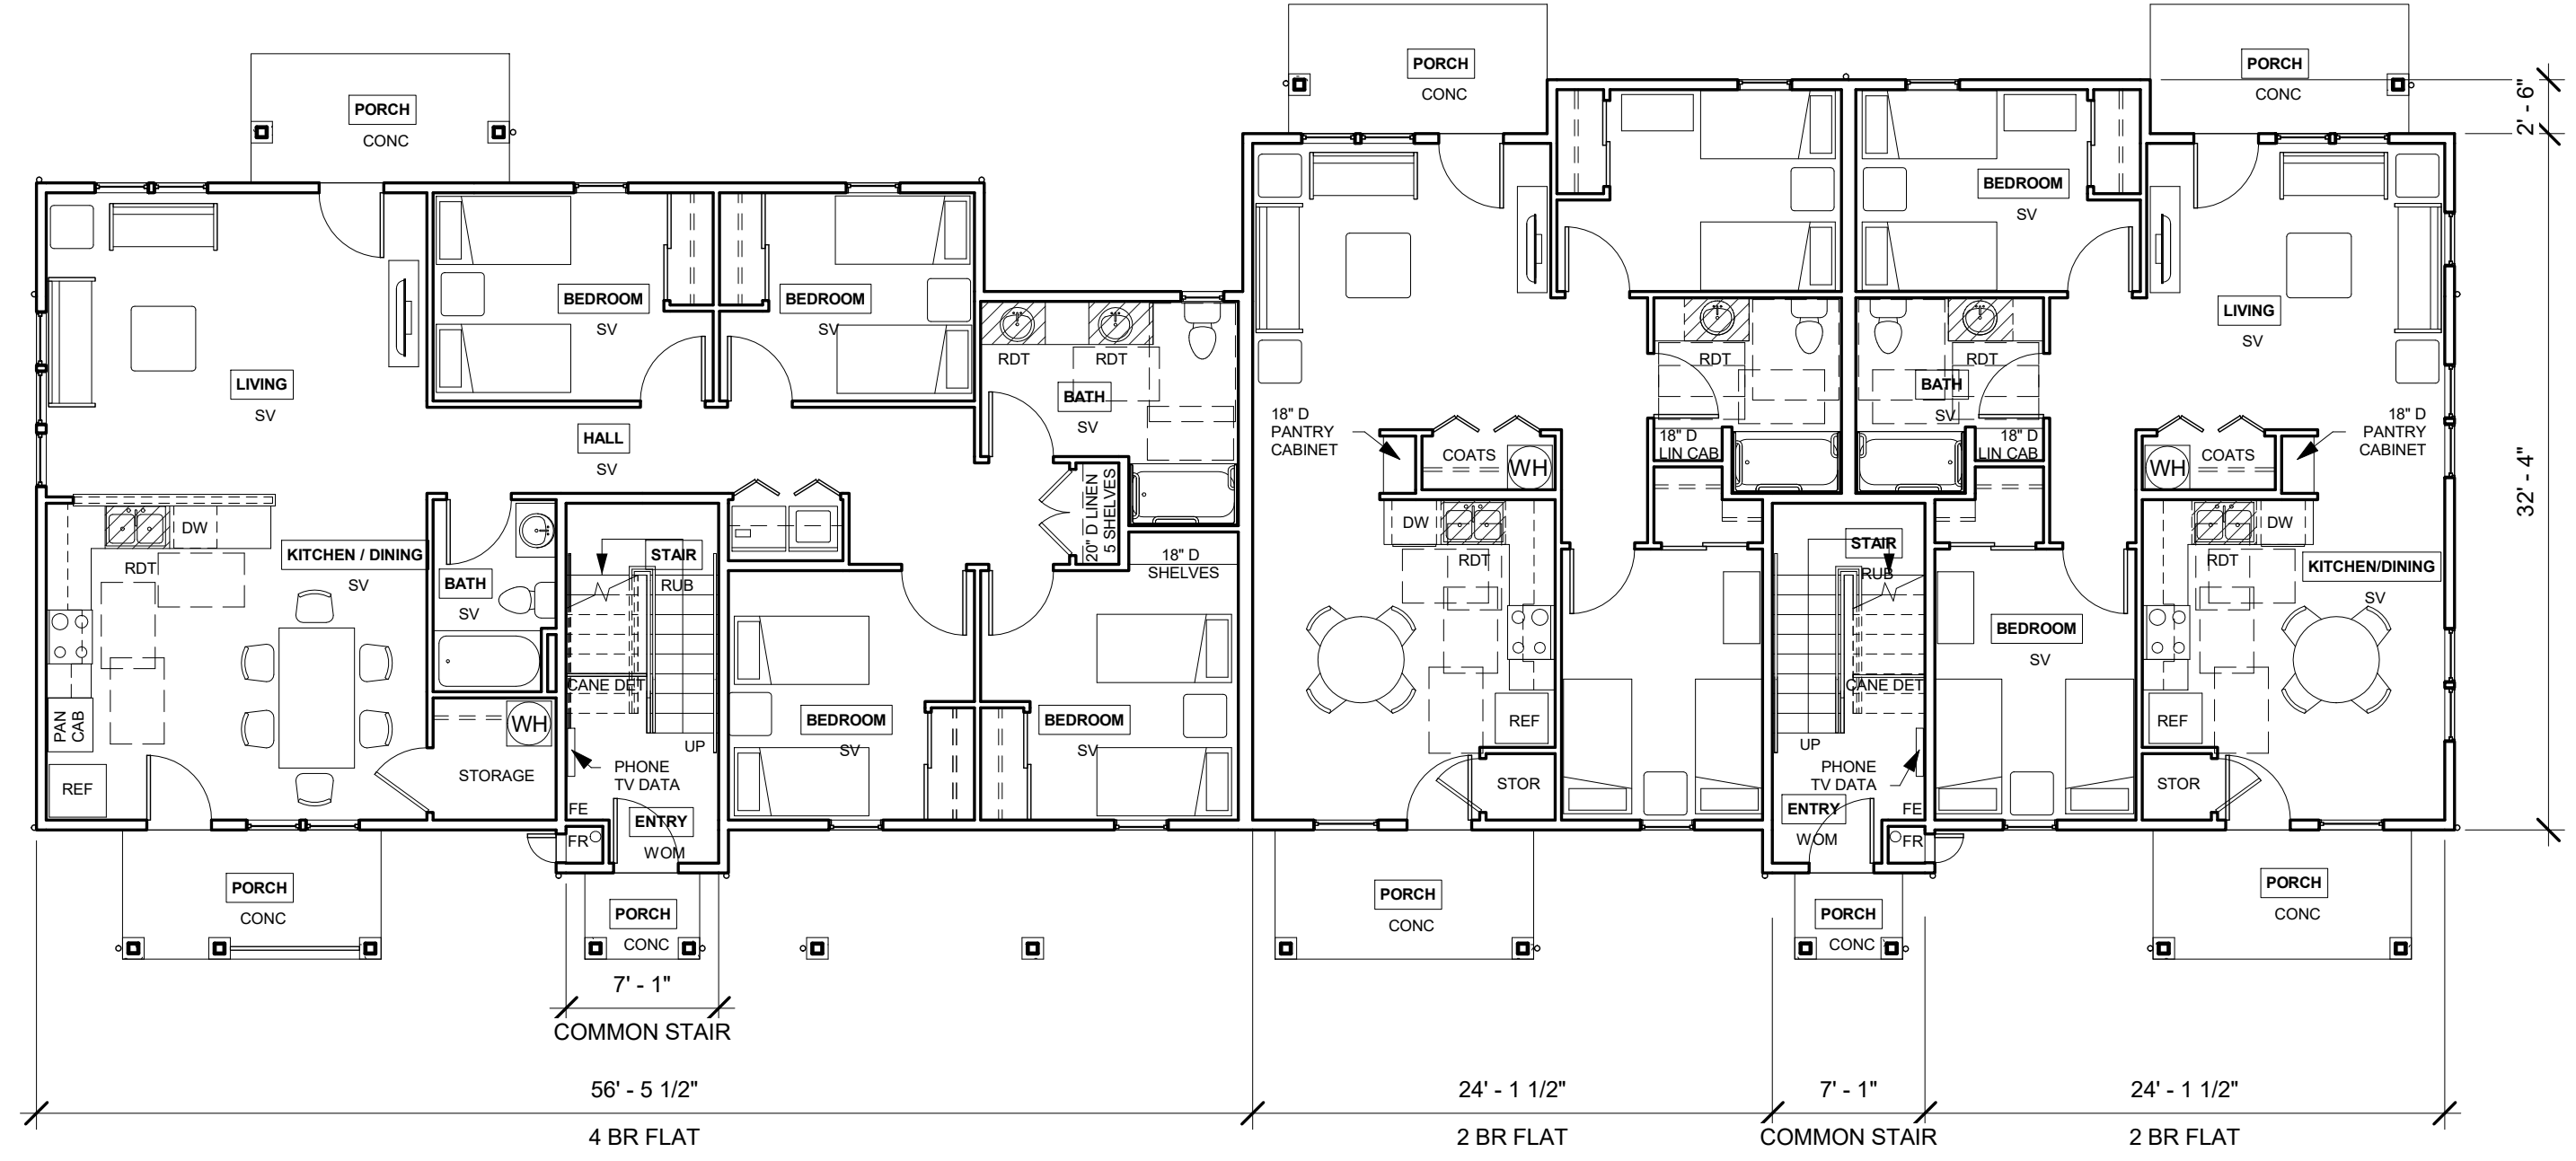 PORCH
CONC
PORCH
CONC
PORCH
CONC
2' - 6"
BEDROOM
SV
BEDROOM
SV
BEDROOM
SV
LIVING
SV
HALL
SV
RDT
RDT
BATH
SV
RDT
RDT
BATH
SV
LIVING
SV
18" D
PANTRY
CABINET
COATS
WH
18" D
LIN CAB
18" D
LIN CAB
WH
COATS
18" D
PANTRY
CABINET
32' - 4"
DW
RDT
KITCHEN / DINING
SV
BATH
SV
STAIR
RUB
20" D LINEN
5 SHELVES
18" D
SHELVES
DW
RDT
STAIR
RUB
DW
RDT
KITCHEN/DINING
SV
BEDROOM
SV
CANE DET
CANE DET
PAN
CAB
REF
WH
STORAGE
UP
PHONE
TV DATA
BEDROOM
SV
BEDROOM
SV
REF
STOR
UP
PHONE
TV DATA
REF
STOR
FE
ENTRY
WOM
FR
ENTRY
WOM
FE
FR
PORCH
CONC
PORCH
CONC
PORCH
CONC
PORCH
CONC
PORCH
CONC
7' - 1"
COMMON STAIR
56' - 5 1/2"
24' - 1 1/2"
7' - 1"
24' - 1 1/2"
4 BR FLAT
2 BR FLAT
COMMON STAIR
2 BR FLAT